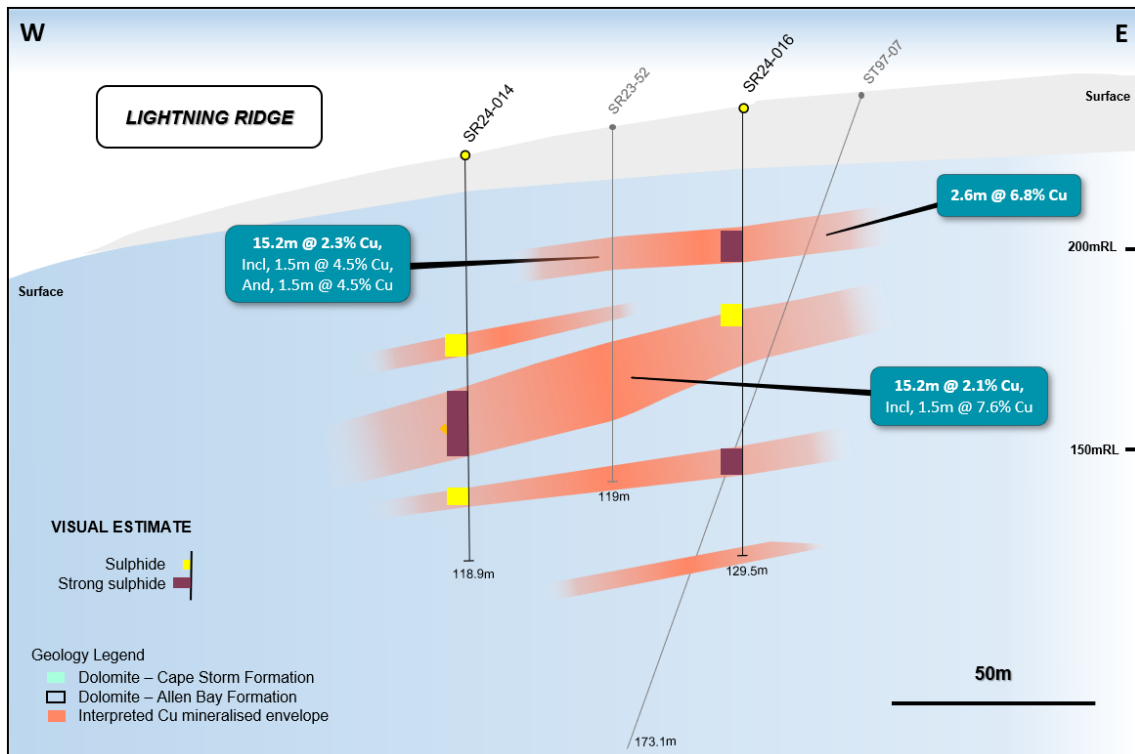 W
E
LIGHTNING RIDGE
SR24-014
SR23-52
SR24-016
ST97-07
Surface
2.6m @ 6.8% Cu
15.2m @ 2.3% Cu,
Incl, 1.5m @ 4.5% Cu,
And, 1.5m @ 4.5% Cu
200mRL
Surface
15.2m @ 2.1% Cu,
Incl, 1.5m @ 7.6% Cu
150mRL
119m
VISUAL ESTIMATE
Sulphide
Strong sulphide
118.9m
129.5m
Geology Legend
Dolomite – Cape Storm Formation
Dolomite – Allen Bay Formation
Interpreted Cu mineralised envelope
50m
173.1m